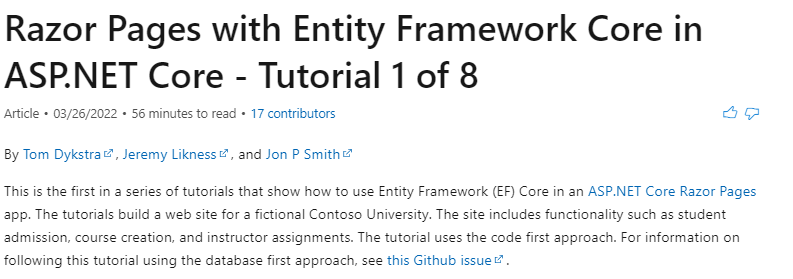 Razor Pages with Entity Framework Core in
ASP.NET Core - Tutorial 1 of 8
Article • 03/26/2022 • 56 minutes to read • 17 contributors
By Tom Dykstra, Jeremy Likness, and Jon P Smith
This is the first in a series of tutorials that show how to use Entity Framework (EF) Core in an ASP.NET Core Razor Pages
app. The tutorials build a web site for a fictional Contoso University. The site includes functionality such as student
admission, course creation, and instructor assignments. The tutorial uses the code first approach. For information on
following this tutorial using the database first approach, see this Github issue.